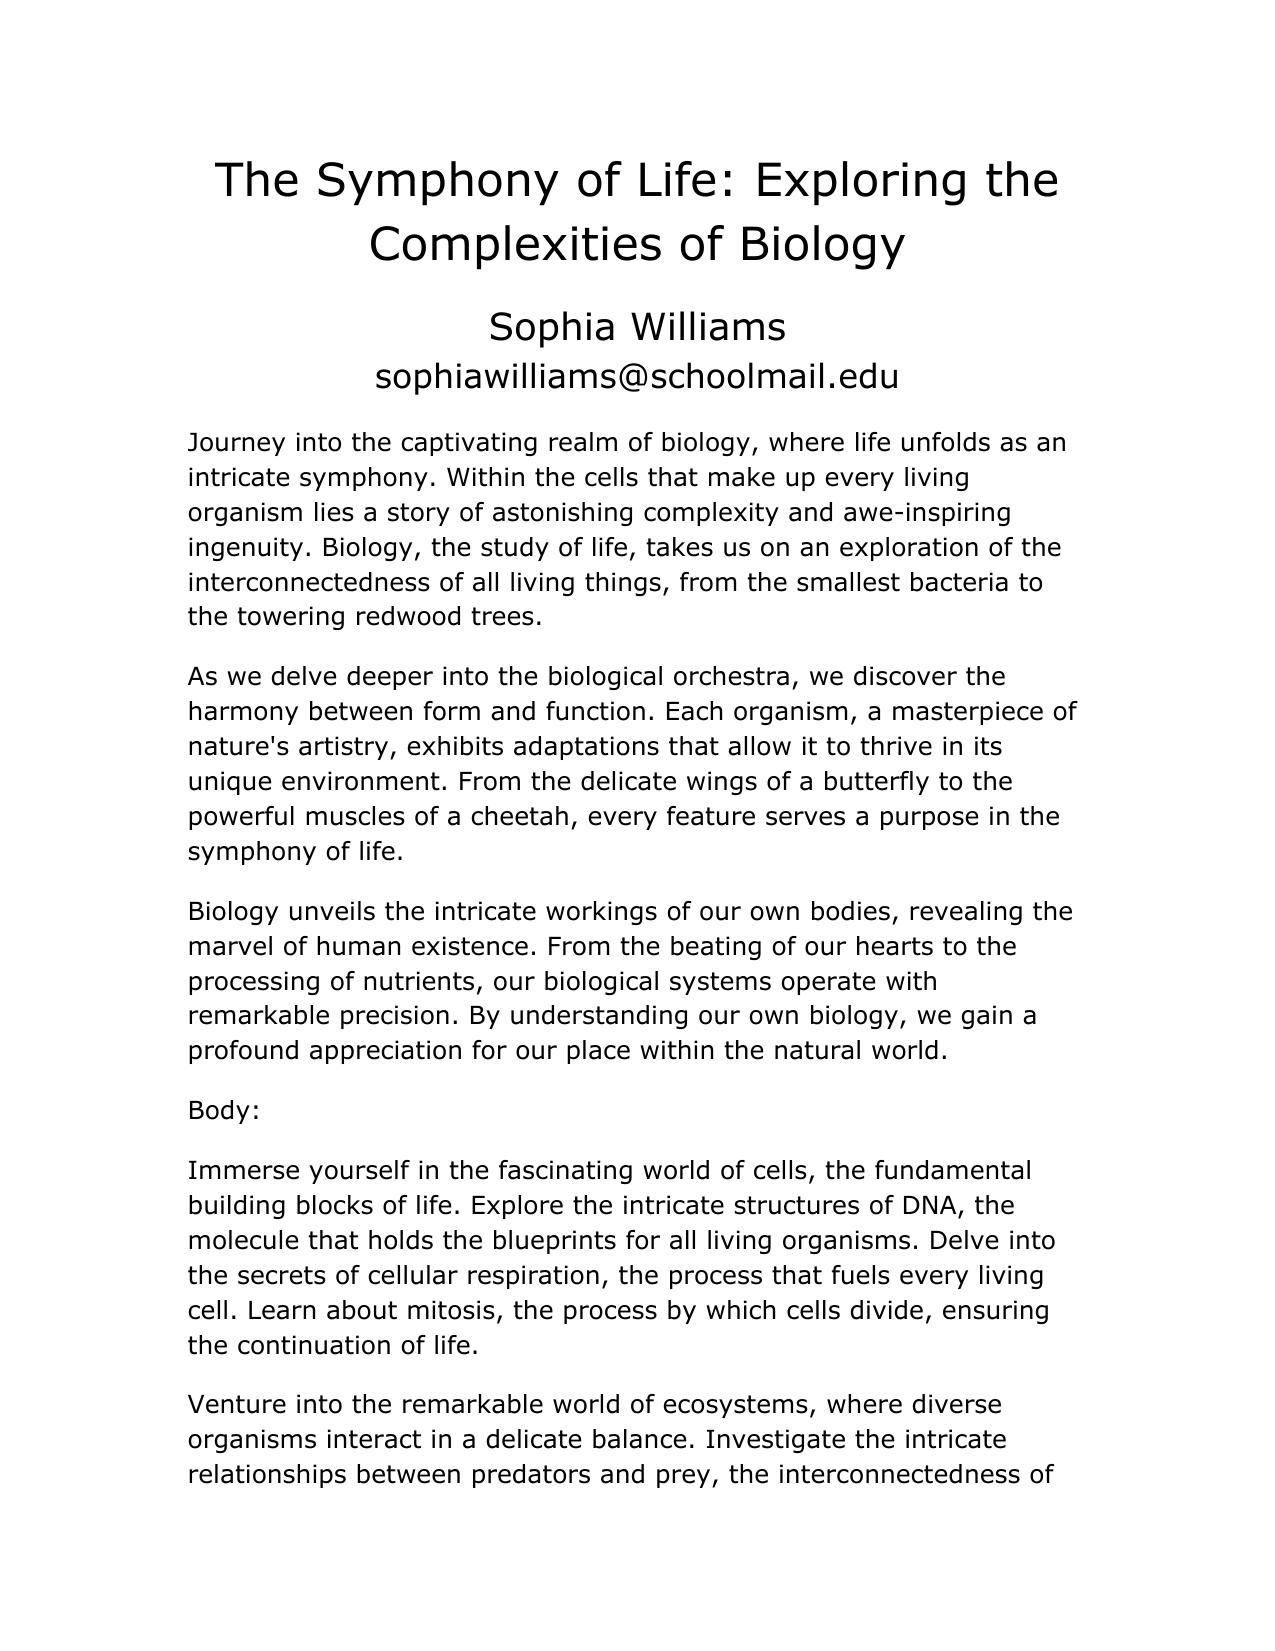 The Symphony of Life: Exploring the
Complexities of Biology
Sophia Williams
sophiawilliams@schoolmail.edu
Journey into the captivating realm of biology, where life unfolds as an
intricate symphony. Within the cells that make up every living
organism lies a story of astonishing complexity and awe-inspiring
ingenuity. Biology, the study of life, takes us on an exploration of the
interconnectedness of all living things, from the smallest bacteria to
the towering redwood trees.
As we delve deeper into the biological orchestra, we discover the
harmony between form and function. Each organism, a masterpiece of
nature's artistry, exhibits adaptations that allow it to thrive in its
unique environment. From the delicate wings of a butterfly to the
powerful muscles of a cheetah, every feature serves a purpose in the
symphony of life.
Biology unveils the intricate workings of our own bodies, revealing the
marvel of human existence. From the beating of our hearts to the
processing of nutrients, our biological systems operate with
remarkable precision. By understanding our own biology, we gain a
profound appreciation for our place within the natural world.
Body:
Immerse yourself in the fascinating world of cells, the fundamental
building blocks of life. Explore the intricate structures of DNA, the
molecule that holds the blueprints for all living organisms. Delve into
the secrets of cellular respiration, the process that fuels every living
cell. Learn about mitosis, the process by which cells divide, ensuring
the continuation of life.
Venture into the remarkable world of ecosystems, where diverse
organisms interact in a delicate balance. Investigate the intricate
relationships between predators and prey, the interconnectedness of